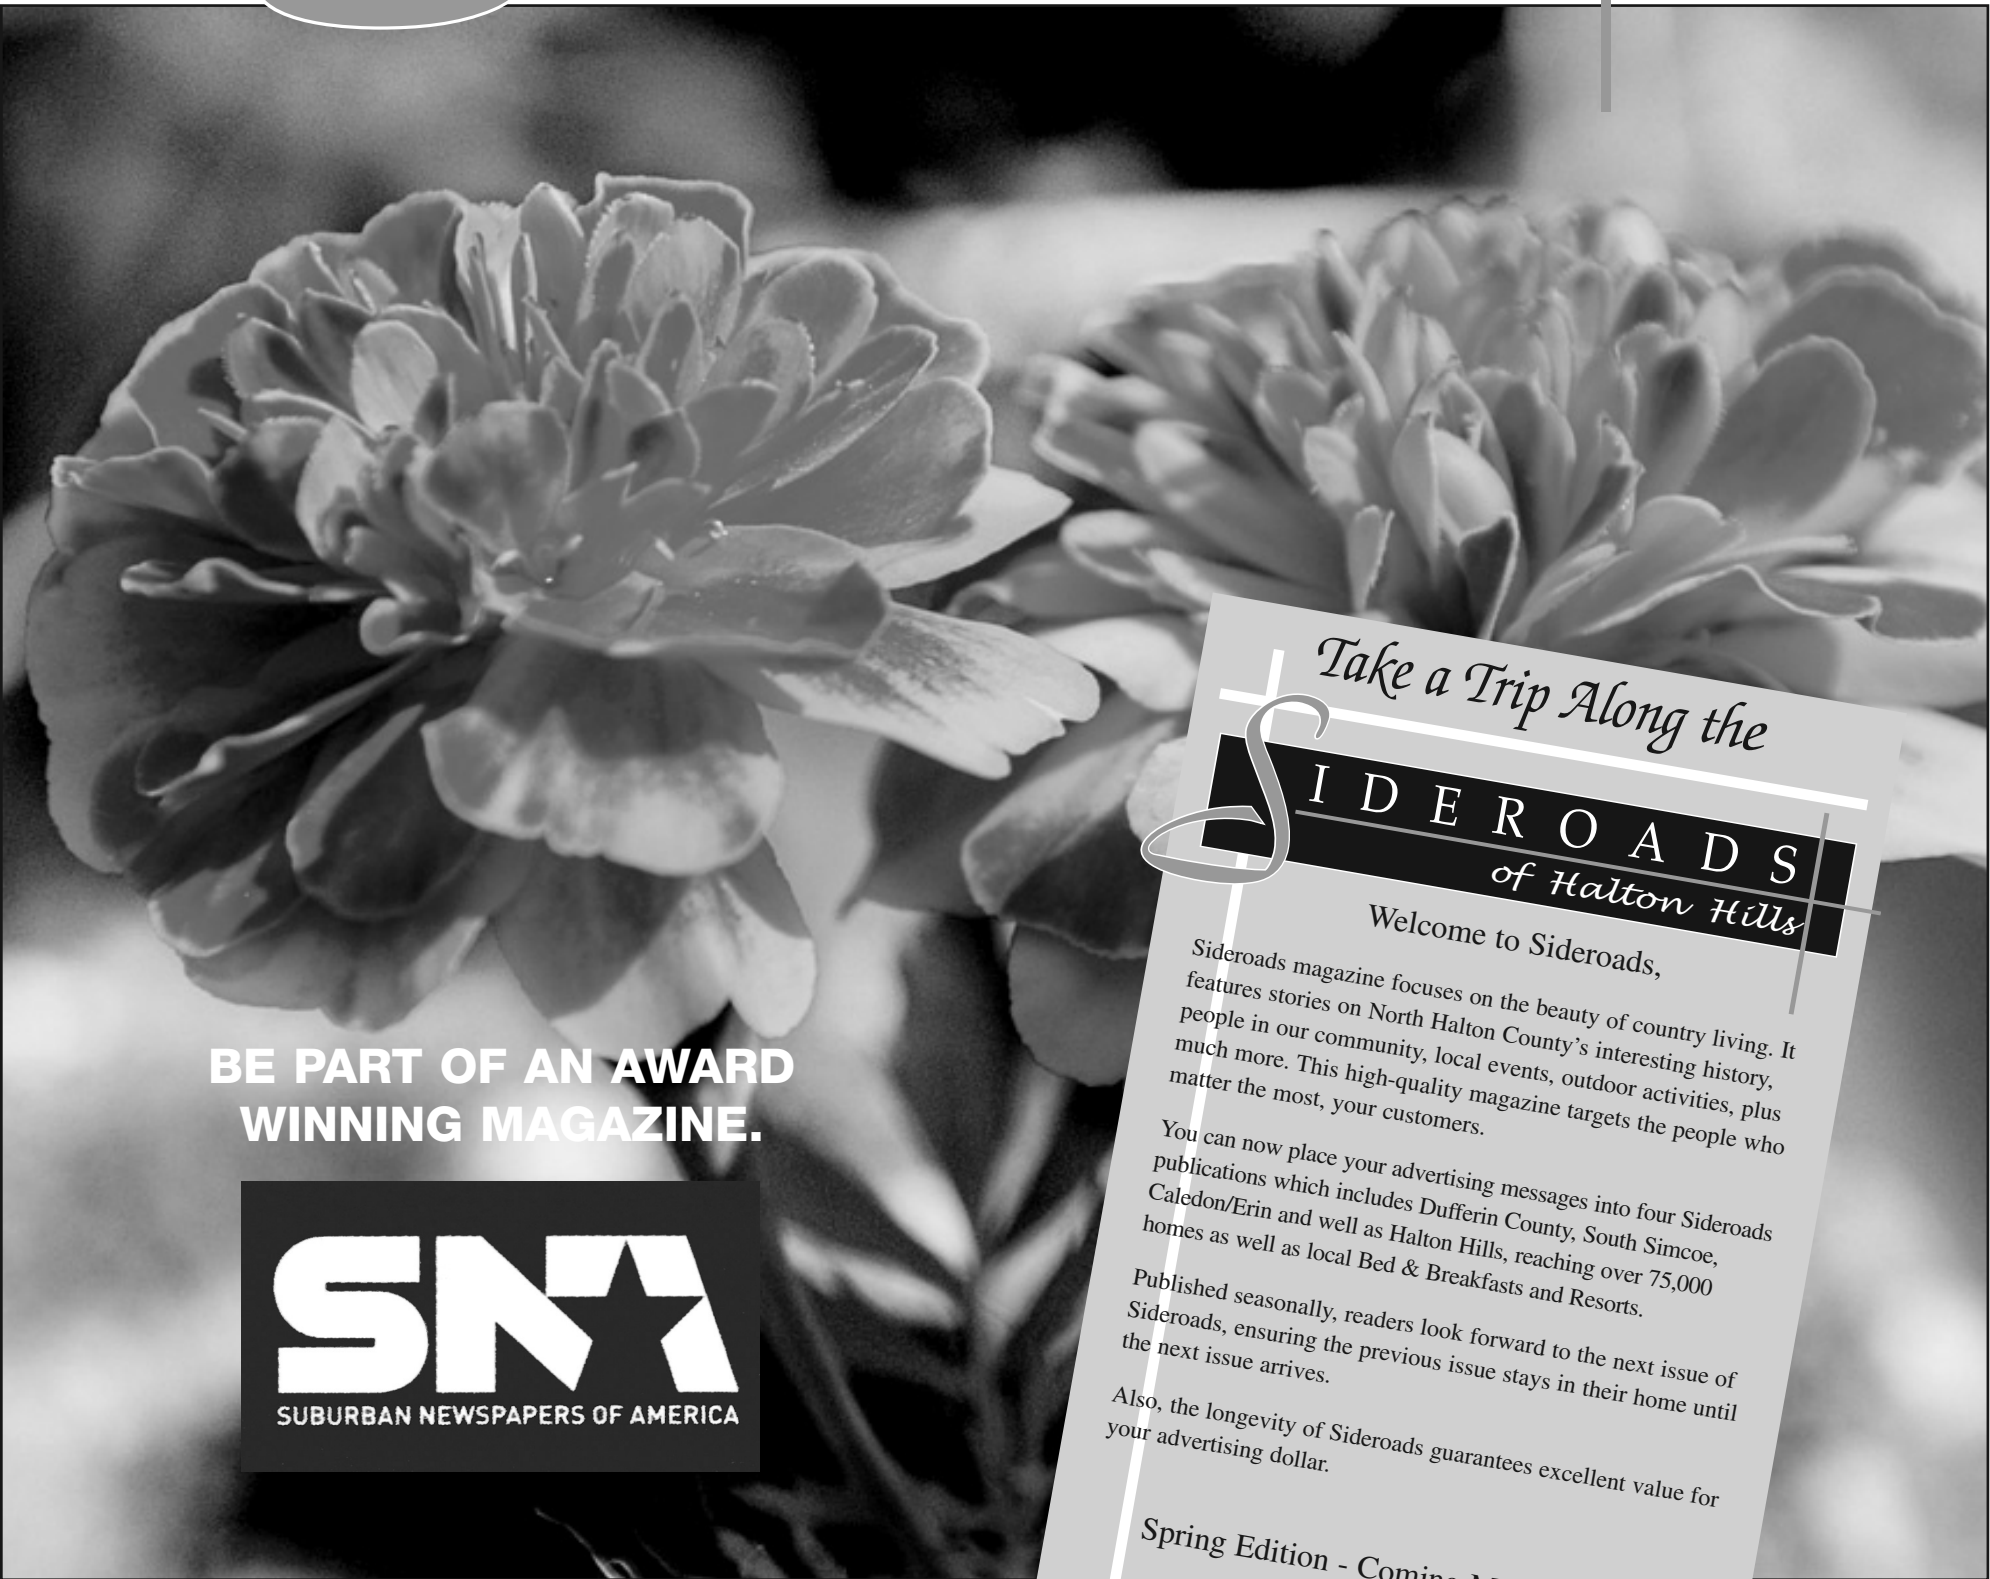 Take a Trip Along the
SIDEROADS
of Halton Hills
Welcome to Sideroads,
Sideroads magazine focuses on the beauty of country living. It
features stories on North Halton County's interesting history,
people in our community, local events, outdoor activities, plus
much more. This high-quality magazine targets the people who
matter the most, your customers.
You can now place your advertising messages into four Sideroads
publications which includes Dufferin County, South Simcoe,
Caledon/Erin and well as Halton Hills, reaching over 75,000
homes as well as local Bed & Breakfasts and Resorts.
Published seasonally, readers look forward to the next issue of
Sideroads, ensuring the previous issue stays in their home until
the next issue arrives.
Also, the longevity of Sideroads guarantees excellent value for
your advertising dollar.
Spring Edition - Coming
BE PART OF AN AWARD
WINNING MAGAZINE.
SNA
SUBURBAN NEWSPAPERS OF AMERICA